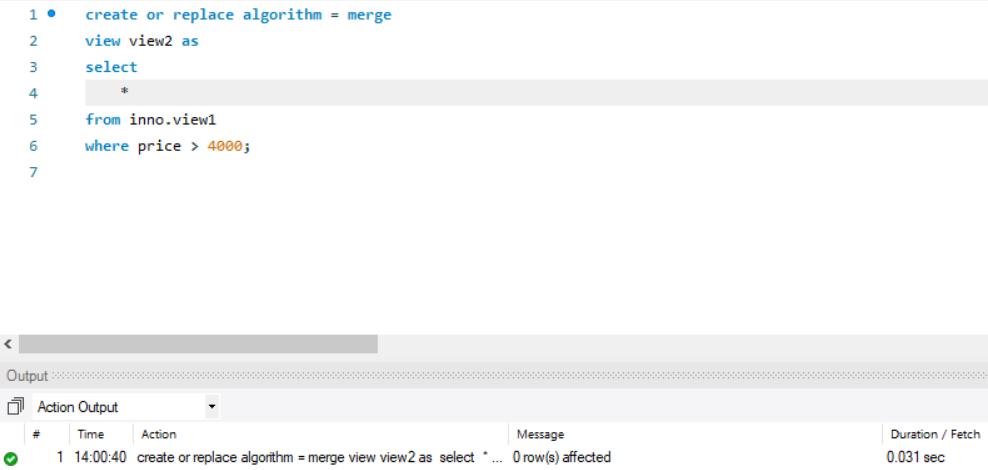 1 create or replace algorithm = merge
2 view view2 as
3 select
4 *
5 from inno.view1
6 where price > 4000;
7
Output
Action Output
# Time Action Message Duration / Fetch
1 14:00:40 create or replace algorithm = merge view view2 as select * ... 0 row(s) affected 0.031 sec